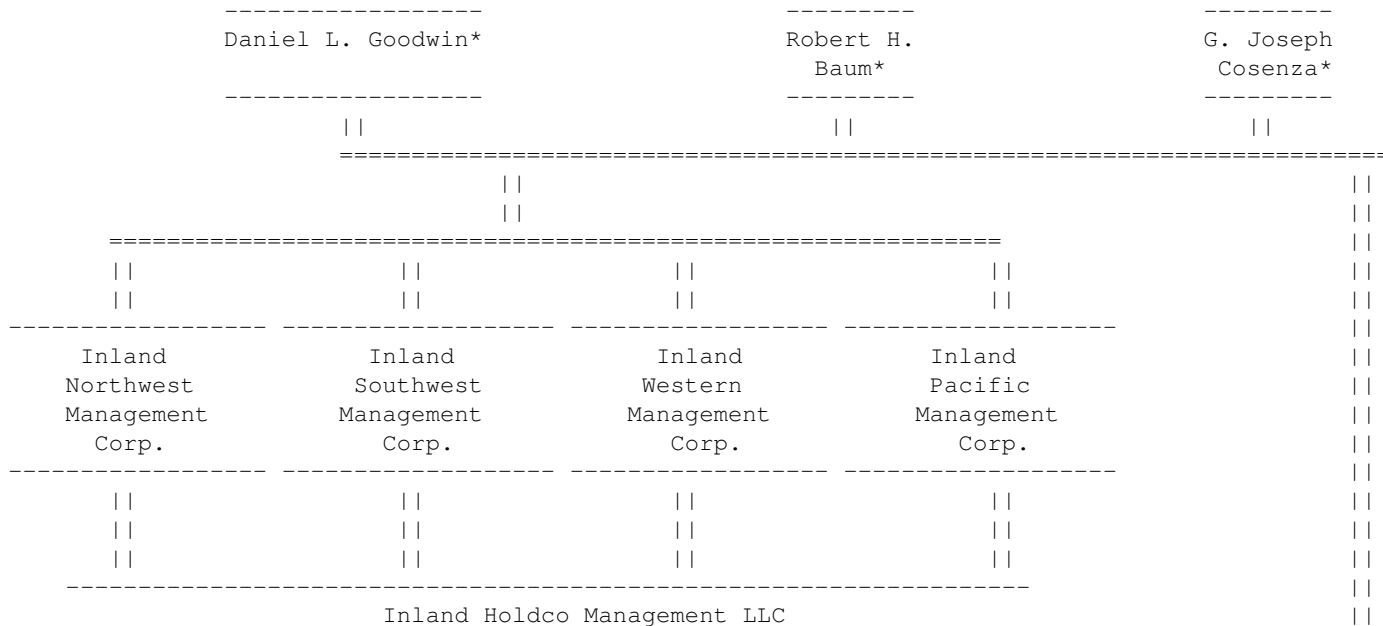 Daniel L. Goodwin* Robert H. G. Joseph
Baum* Cosenza*
Inland Inland Inland Inland
Northwest Southwest Western Pacific
Management Management Management Management
Corp. Corp. Corp. Corp.
Inland Holdco Management LLC